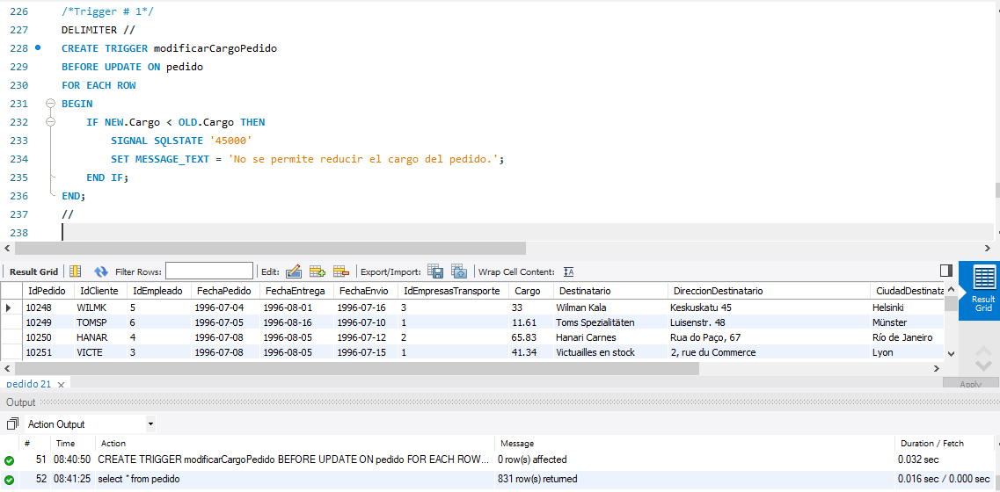 226 /*Trigger # 1*/
227 DELIMITER //
228 CREATE TRIGGER modificarCargoPedido
229 BEFORE UPDATE ON pedido
230 FOR EACH ROW
231 BEGIN
232 IF NEW.Cargo < OLD.Cargo THEN
233 SIGNAL SQLSTATE '45000'
234 SET MESSAGE_TEXT = 'No se permite reducir el cargo del pedido.';
235 END IF;
236 END;
237 //
238
Result Grid Filter Rows: Edit: Export/Import: Wrap Cell Content:
IdPedido IdCliente IdEmpleado FechaPedido FechaEntrega FechaEnvio IdEmpresasTransporte Cargo Destinatario DireccionDestinatario CiudadDestinata
10248 WILMK 5 1996-07-04 1996-08-01 1996-07-16 3 33 Wilman Kala Keskuskatu 45 Helsinki
10249 TOMSP 6 1996-07-05 1996-08-16 1996-07-10 1 11.61 Toms Spezialitäten Luisenstr. 48 Münster
10250 HANAR 4 1996-07-08 1996-08-05 1996-07-12 2 65.83 Hanari Carnes Rua do Paço, 67 Río de Janeiro
10251 VICTE 3 1996-07-08 1996-08-05 1996-07-15 1 41.34 Victuailles en stock 2, rue du Commerce Lyon
Result
Grid
pedido 21
Apply
Output
Action Output
# Time Action Message Duration / Fetch
51 08:40:50 CREATE TRIGGER modificarCargoPedido BEFORE UPDATE ON pedido FOR EACH ROW... 0 row(s) affected 0.032 sec
52 08:41:25 select * from pedido 831 row(s) returned 0.016 sec / 0.000 sec